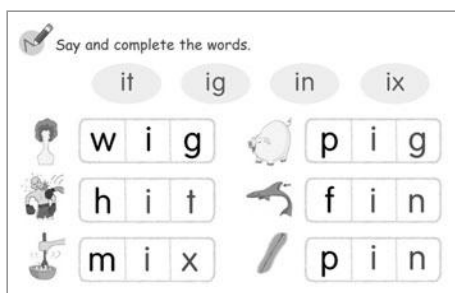 Say and complete the words.
it ig in ix
w i g p i g
h i t f i n
m i x p i n